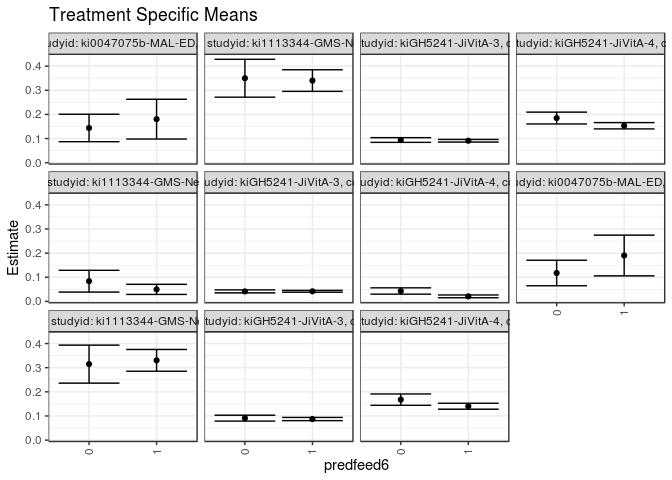 Treatment Specific Means
studyid: ki0047075b-MAL-ED, studyid: ki1113344-GMS-N studyid: kiGH5241-JiVitA-3, studyid: kiGH5241-JiVitA-4,
0.4
0.3
0.2
0.1
0.0
studyid: ki1113344-GMS-Ne studyid: kiGH5241-JiVitA-3, studyid: kiGH5241-JiVitA-4, studyid: ki0047075b-MAL-ED,
0.4
0.3
0.2
0.1
0.0
0 1
studyid: ki1113344-GMS-N studyid: kiGH5241-JiVitA-3, studyid: kiGH5241-JiVitA-4,
0.4
0.3
0.2
0.1
0.0
0 1 0 1 0 1
Estimate
predfeed6